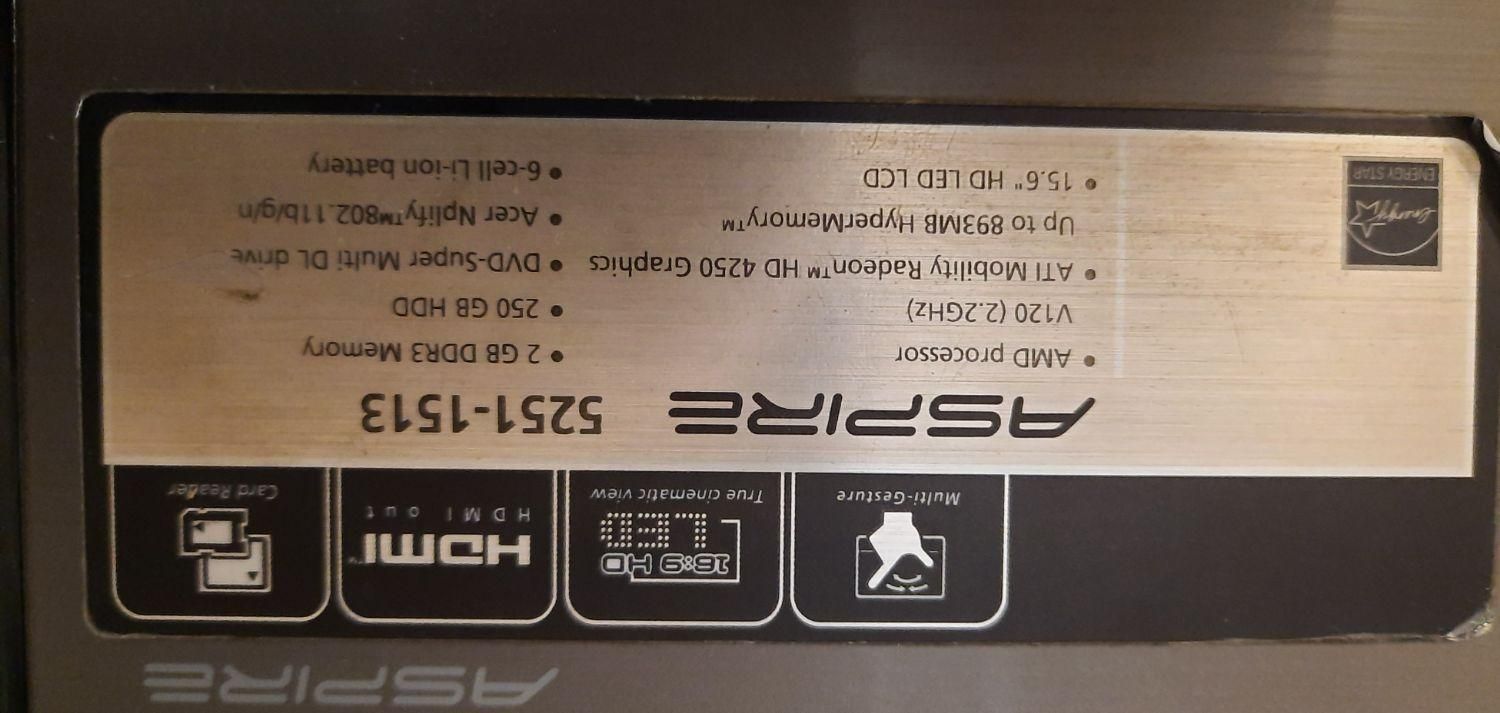 ASPIRE
Multi-Gesture
16:9 HD
LED
True cinematic view
HDMI™
HDMI out
Card Reader
ASPIRE 5251-1513
• AMD processor
V120 (2.2GHz)
• ATI Mobility Radeon™ HD 4250 Graphics
Up to 893MB HyperMemory™
• 15.6" HD LED LCD
• 2 GB DDR3 Memory
• 250 GB HDD
• DVD-Super Multi DL drive
• Acer Nplify™802.11b/g/n
• 6-cell Li-ion battery
energy
ENERGY STAR